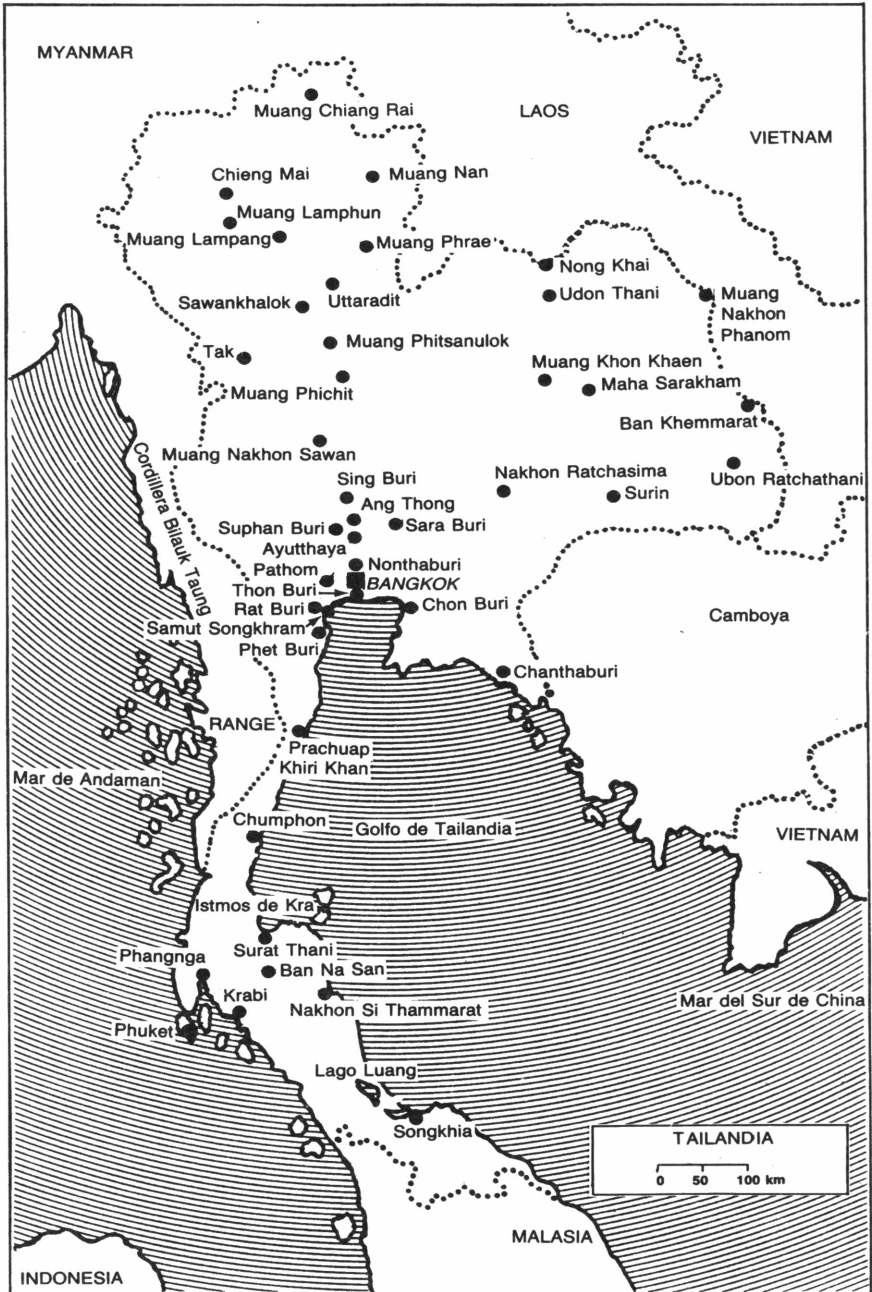 MYANMAR
Muang Chiang Rai
LAOS
VIETNAM
Chieng Mai
Muang Nan
Muang Lamphun
Muang Lampang
Muang Phrae
Nong Khai
Uttaradit
Udon Thani
Muang
Nakhon
Phanom
Sawankhalok
Muang Phitsanulok
Tak
Muang Khon Khaen
Maha Sarakham
Muang Phichit
Ban Khemmarat
Muang Nakhon Sawan
Cordillera Bilauk Taung
Sing Buri
Nakhon Ratchasima
Ubon Ratchathani
Surin
Ang Thong
Suphan Buri
Sara Buri
Ayutthaya
Nonthaburi
Pathom
BANGKOK
Thon Buri
Rat Buri
Chon Buri
Samut Songkhram
Camboya
Phet Buri
Chanthaburi
RANGE
Prachuap
Khiri Khan
Mar de Andaman
Chumphon
Golfo de Tailandia
VIETNAM
Istmos de Kra
Surat Thani
Phangnga
Ban Na San
Krabi
Nakhon Si Thammarat
Mar del Sur de China
Phuket
Lago Luang
Songkhia
TAILANDIA
0 50 100 km
MALASIA
INDONESIA